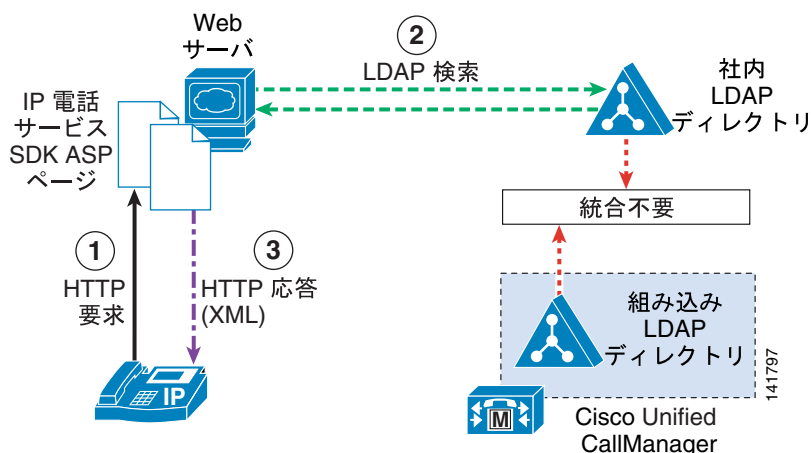 Web
サーバ
2
LDAP 検索
社内
LDAP
ディレクトリ
IP 電話
サービス
SDK ASP
ページ
統合不要
1
HTTP
要求
3
HTTP 応答
(XML)
組み込み
LDAP
ディレクトリ
IP
M
Cisco Unified
CallManager
141797